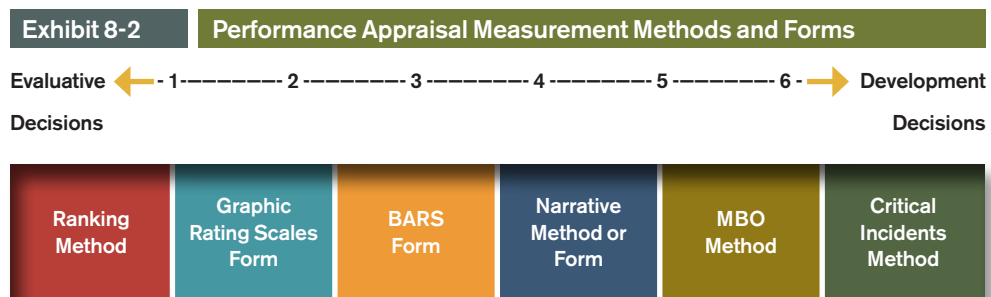 Exhibit 8-2
Performance Appraisal Measurement Methods and Forms
Evaluative - 1--------------- 2 --------------- 3 --------------- 4 --------------- 5 --------------- 6 - Development
Decisions Decisions
Ranking
Method
Graphic
Rating Scales
Form
BARS
Form
Narrative
Method or
Form
MBO
Method
Critical
Incidents
Method